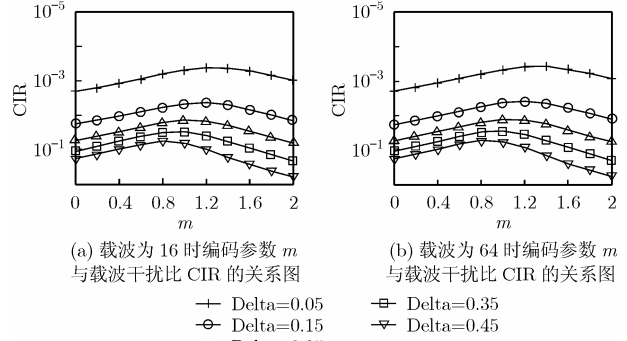 10^-5
10^-3
10^-1
CIR
0 0.4 0.8 1.2 1.6 2
m
(a) 载波为 16 时编码参数 m
与载波干扰比 CIR 的关系图
10^-5
10^-3
10^-1
CIR
0 0.4 0.8 1.2 1.6 2
m
(b) 载波为 64 时编码参数 m
与载波干扰比 CIR 的关系图
Delta=0.05
Delta=0.15
Delta=0.35
Delta=0.45